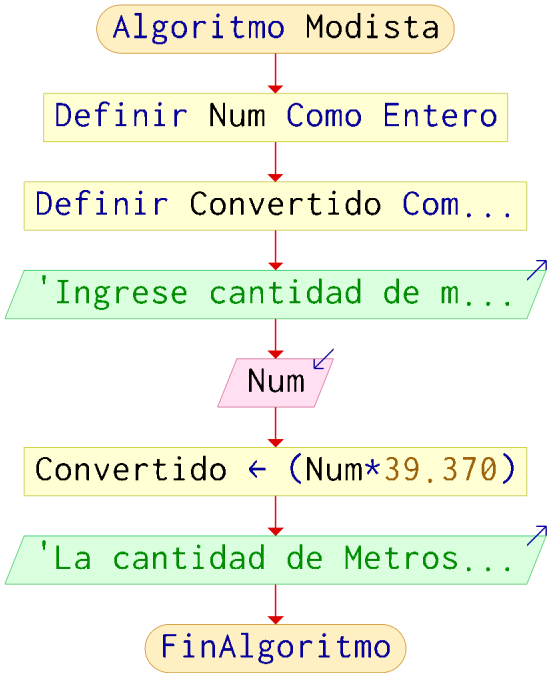 Algoritmo Modista
Definir Num Como Entero
Definir Convertido Com...
'Ingrese cantidad de m...
Num
Convertido ← (Num*39.370)
'La cantidad de Metros...
FinAlgoritmo